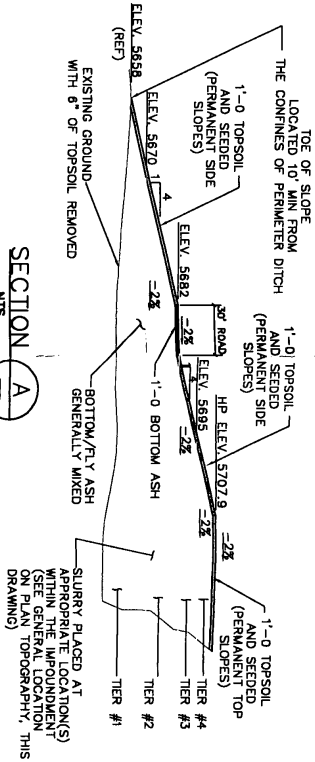 TOE OF SLOPE
LOCATED 10' MIN FROM
THE CONFINES OF PERIMETER DITCH
1'-0 TOPSOIL
AND SEEDED
(PERMANENT SIDE
SLOPES)
1'-0 TOPSOIL
AND SEEDED
(PERMANENT SIDE
SLOPES)
1'-0 TOPSOIL
AND SEEDED
(PERMANENT TOP
SLOPES)
30' ROAD
HP ELEV. 5707.9
ELEV. 5695
ELEV. 5682
ELEV. 5670
ELEV. 5658
(REF)
1
4
4
-2%
-2%
-2%
-2%
-2%
TIER #4
TIER #3
TIER #2
TIER #1
1'-0 BOTTOM ASH
BOTTOM/FLY ASH
GENERALLY MIXED
EXISTING GROUND
WITH 6" OF TOPSOIL REMOVED
SLURRY PLACED AT
APPROPRIATE LOCATION(S)
WITHIN THE IMPOUNDMENT
(SEE GENERAL LOCATION
ON PLAN TOPOGRAPHY, THIS
DRAWING)
SECTION A
NTS